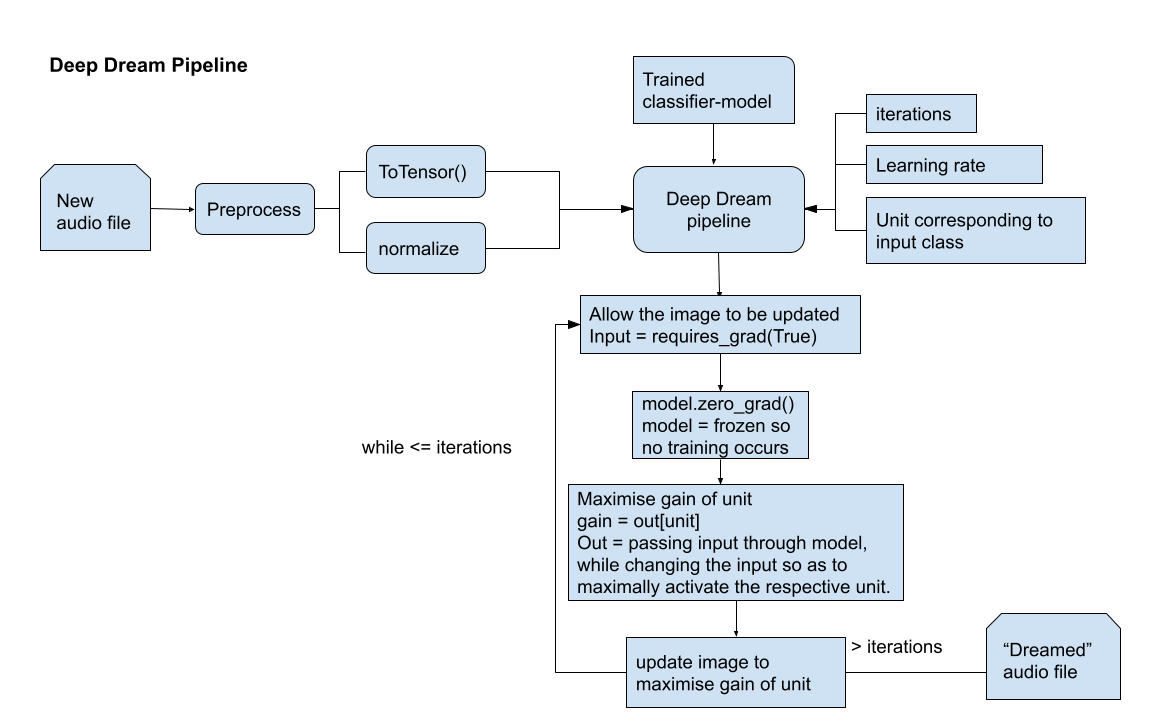 Deep Dream Pipeline
Trained
classifier-model
iterations
Learning rate
Unit corresponding to
input class
New
audio file
Preprocess
ToTensor()
normalize
Deep Dream
pipeline
Allow the image to be updated
Input = requires_grad(True)
model.zero_grad()
model = frozen so
no training occurs
while <= iterations
Maximise gain of unit
gain = out[unit]
Out = passing input through model,
while changing the input so as to
maximally activate the respective unit.
update image to
maximise gain of unit
> iterations
“Dreamed”
audio file